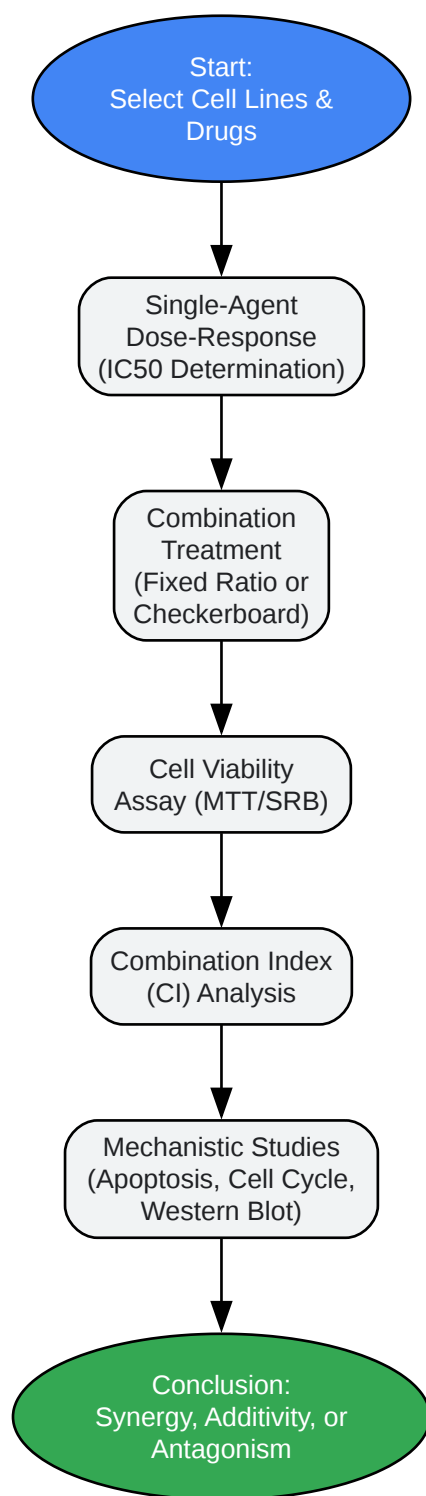 Start:
Select Cell Lines &
Drugs
Single-Agent
Dose-Response
(IC50 Determination)
Combination
Treatment
(Fixed Ratio or
Checkerboard)
Cell Viability
Assay (MTT/SRB)
Combination Index
(CI) Analysis
Mechanistic Studies
(Apoptosis, Cell Cycle,
Western Blot)
Conclusion:
Synergy, Additivity, or
Antagonism